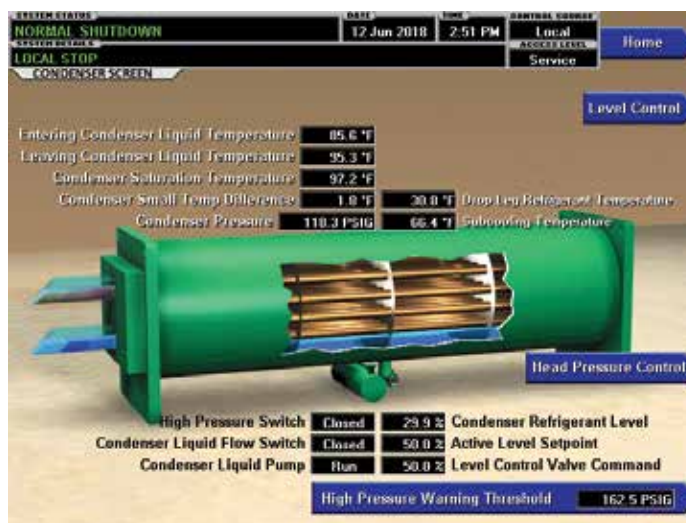 SYSTEM STATUS
DATE
TIME
CONTROL SOURCE
NORMAL SHUTDOWN
12 Jun 2018
2:51 PM
Local
Home
SYSTEM DETAILS
ACCESS LEVEL
LOCAL STOP
Service
CONDENSER SCREEN
Level Control
Entering Condenser Liquid Temperature 85.6 °F
Leaving Condenser Liquid Temperature 95.3 °F
Condenser Saturation Temperature 97.2 °F
Condenser Small Temp Difference 1.8 °F 30.8 °F Drop Leg Refrigerant Temperature
Condenser Pressure 118.3 PSIG 66.4 °F Subcooling Temperature
Head Pressure Control
High Pressure Switch Closed 29.9 % Condenser Refrigerant Level
Condenser Liquid Flow Switch Closed 50.0 % Active Level Setpoint
Condenser Liquid Pump Run 50.0 % Level Control Valve Command
High Pressure Warning Threshold 162.5 PSIG